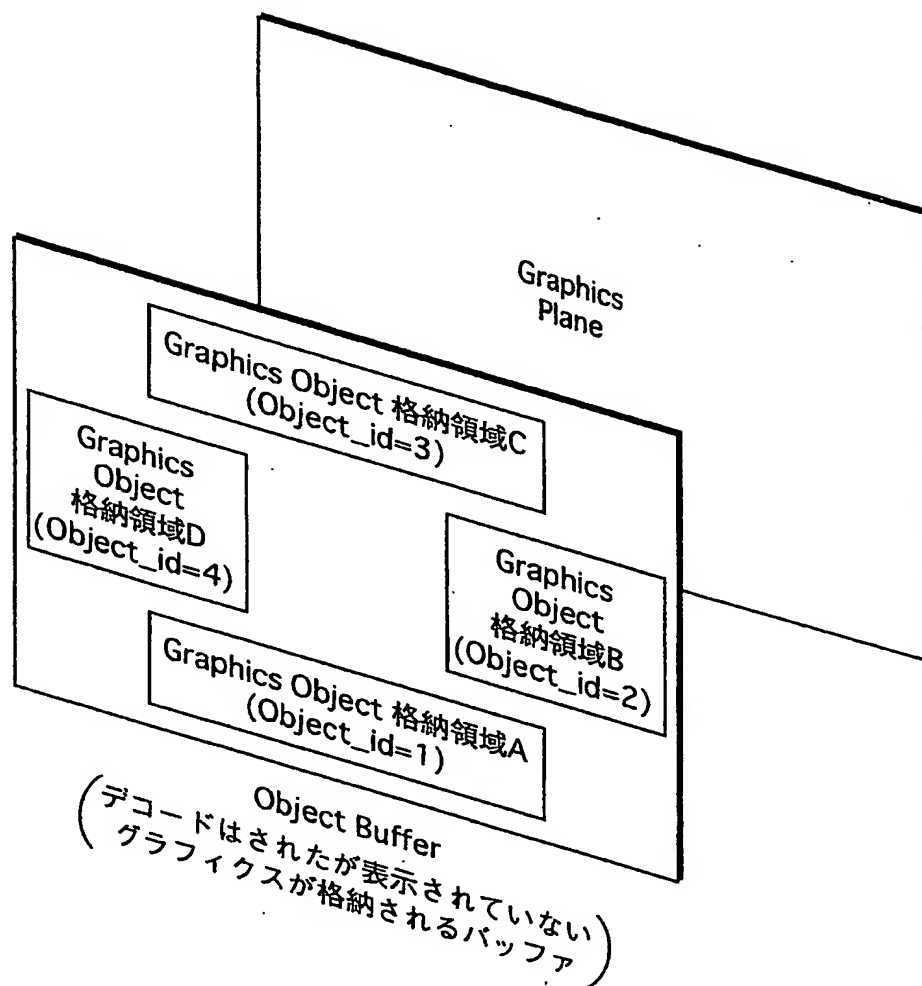 Graphics
Plane
Graphics Object 格納領域C
(Object_id=3)
Graphics
Object
格納領域D
(Object_id=4)
Graphics
Object
格納領域B
(Object_id=2)
Graphics Object 格納領域A
(Object_id=1)
Object Buffer
(デコードはされたが表示されていない
グラフィクスが格納されるバッファ)